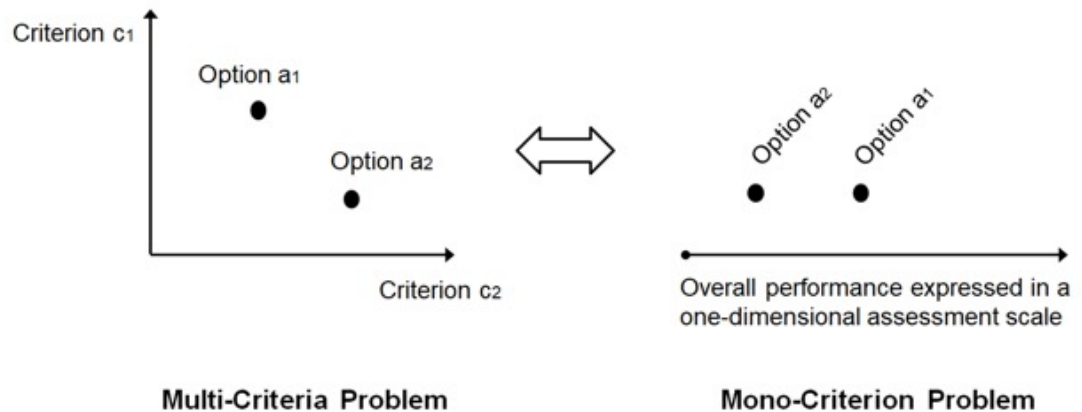 Criterion c1
Option a1
Option a2
Criterion c2
Multi-Criteria Problem
Option a2
Option a1
Overall performance expressed in a
one-dimensional assessment scale
Mono-Criterion Problem